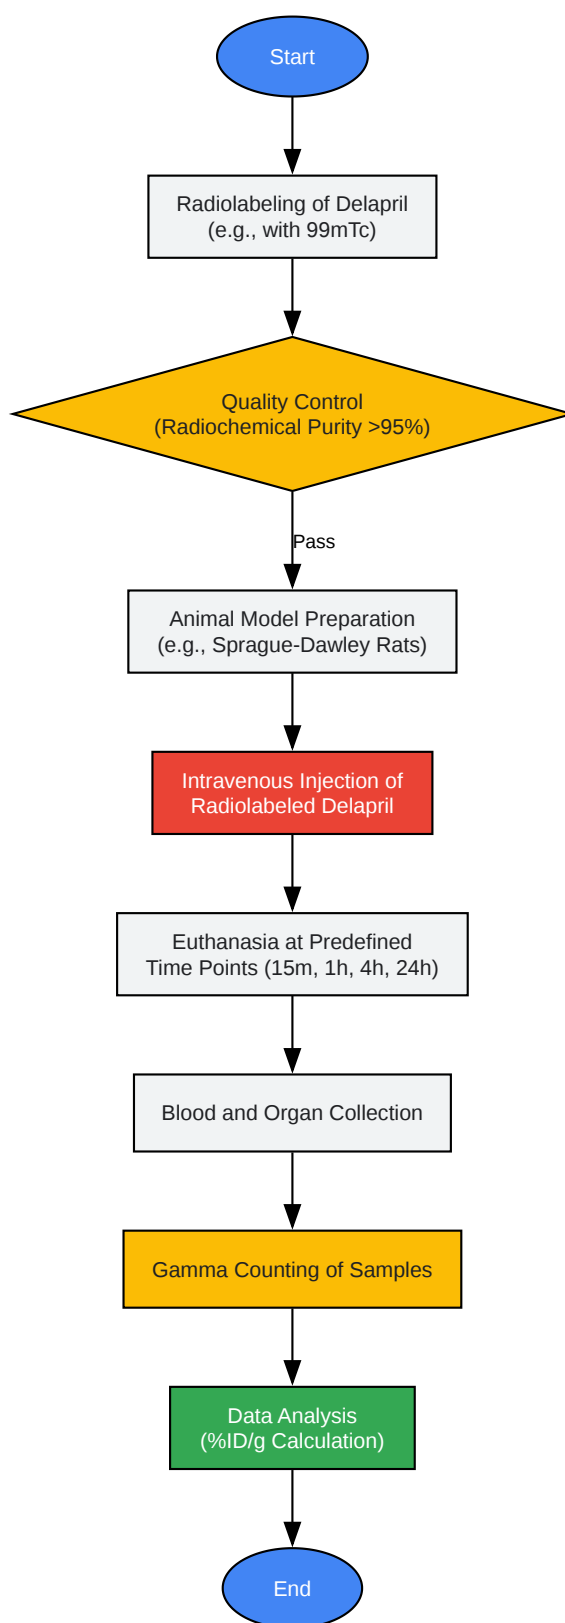 Start
Radiolabeling of Delapril
(e.g., with 99mTc)
Quality Control
(Radiochemical Purity >95%)
Pass
Animal Model Preparation
(e.g., Sprague-Dawley Rats)
Intravenous Injection of
Radiolabeled Delapril
Euthanasia at Predefined
Time Points (15m, 1h, 4h, 24h)
Blood and Organ Collection
Gamma Counting of Samples
Data Analysis
(%ID/g Calculation)
End